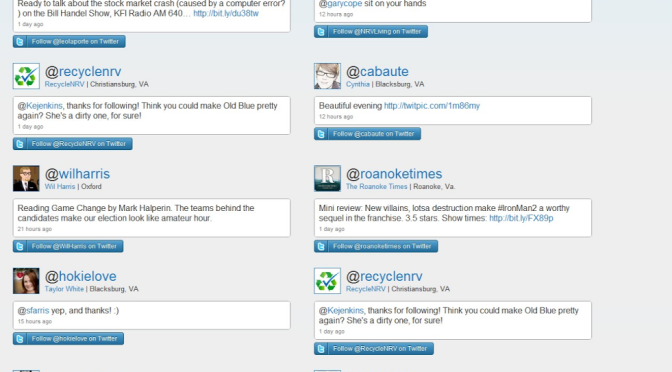 Ready to talk about the stock market crash (caused by a computer error?
) on the Bill Handel Show, KFI Radio AM 640... http://bit.ly/du38tw
1 day ago
Follow @leolaporte on Twitter
@recyclenrv
RecycleNRV | Christiansburg, VA
@Kejenkins, thanks for following! Think you could make Old Blue pretty
again? She's a dirty one, for sure!
1 day ago
Follow @RecycleNRV on Twitter
@wilharris
Wil Harris | Oxford
Reading Game Change by Mark Halperin. The teams behind the
candidates make our election look like amateur hour.
21 hours ago
Follow @WilHarris on Twitter
@hokielove
Taylor White | Blacksburg, VA
@sfarris yep, and thanks! :)
15 hours ago
Follow @hokielove on Twitter
@garycope sit on your hands
12 hours ago
Follow @NRVLiving on Twitter
@cabaute
Cynthia | Blacksburg, VA
Beautiful evening http://twitpic.com/1m86my
12 hours ago
Follow @cabaute on Twitter
@roanoketimes
The Roanoke Times | Roanoke, Va.
Mini review: New villains, lotsa destruction make #IronMan2 a worthy
sequel in the franchise. 3.5 stars. Show times: http://bit.ly/FX89p
1 day ago
Follow @roanoketimes on Twitter
@recyclenrv
RecycleNRV | Christiansburg, VA
@Kejenkins, thanks for following! Think you could make Old Blue pretty
again? She's a dirty one, for sure!
1 day ago
Follow @RecycleNRV on Twitter